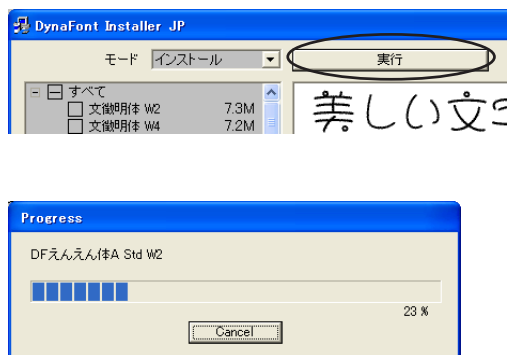 DynaFont Installer JP
モード インストール 実行
すべて
文徴明体 W2 7.3M
文徴明体 W4 7.2M
美しい文字
Progress
DFえんえん体A Std W2
23 %
Cancel